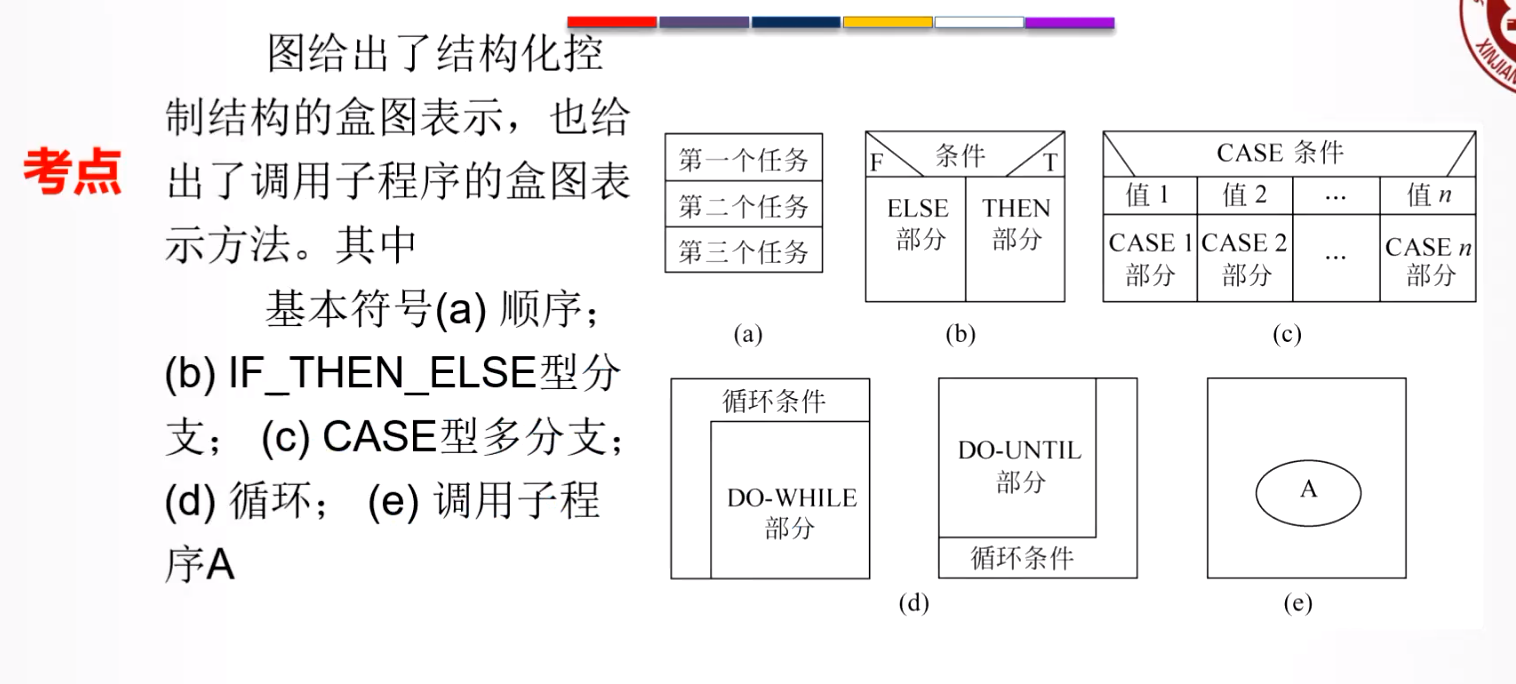 图给出了结构化控
制结构的盒图表示，也给
考点
出了调用子程序的盒图表
示方法。其中
基本符号(a) 顺序；
(b) IF_THEN_ELSE型分
支； (c) CASE型多分支；
(d) 循环； (e) 调用子程
序A
第一个任务
第二个任务
第三个任务
(a)
F
条件
T
ELSE
部分
THEN
部分
(b)
CASE 条件
值 1
值 2
…
值 n
CASE 1
部分
CASE 2
部分
…
CASE n
部分
(c)
循环条件
DO-WHILE
部分
DO-UNTIL
部分
循环条件
(d)
A
(e)